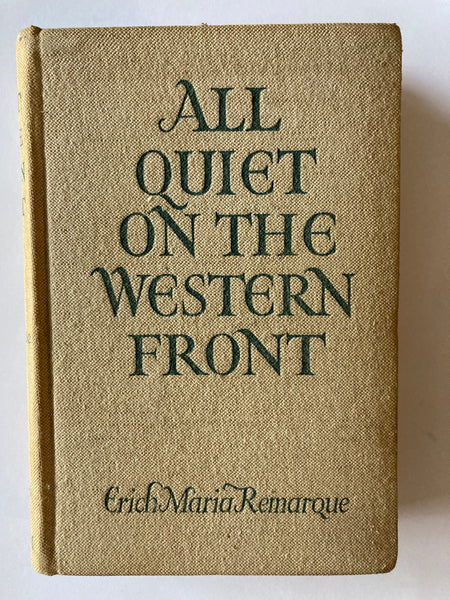 ALL
QUIET
ON THE
WESTERN
FRONT
Erich Maria Remarque